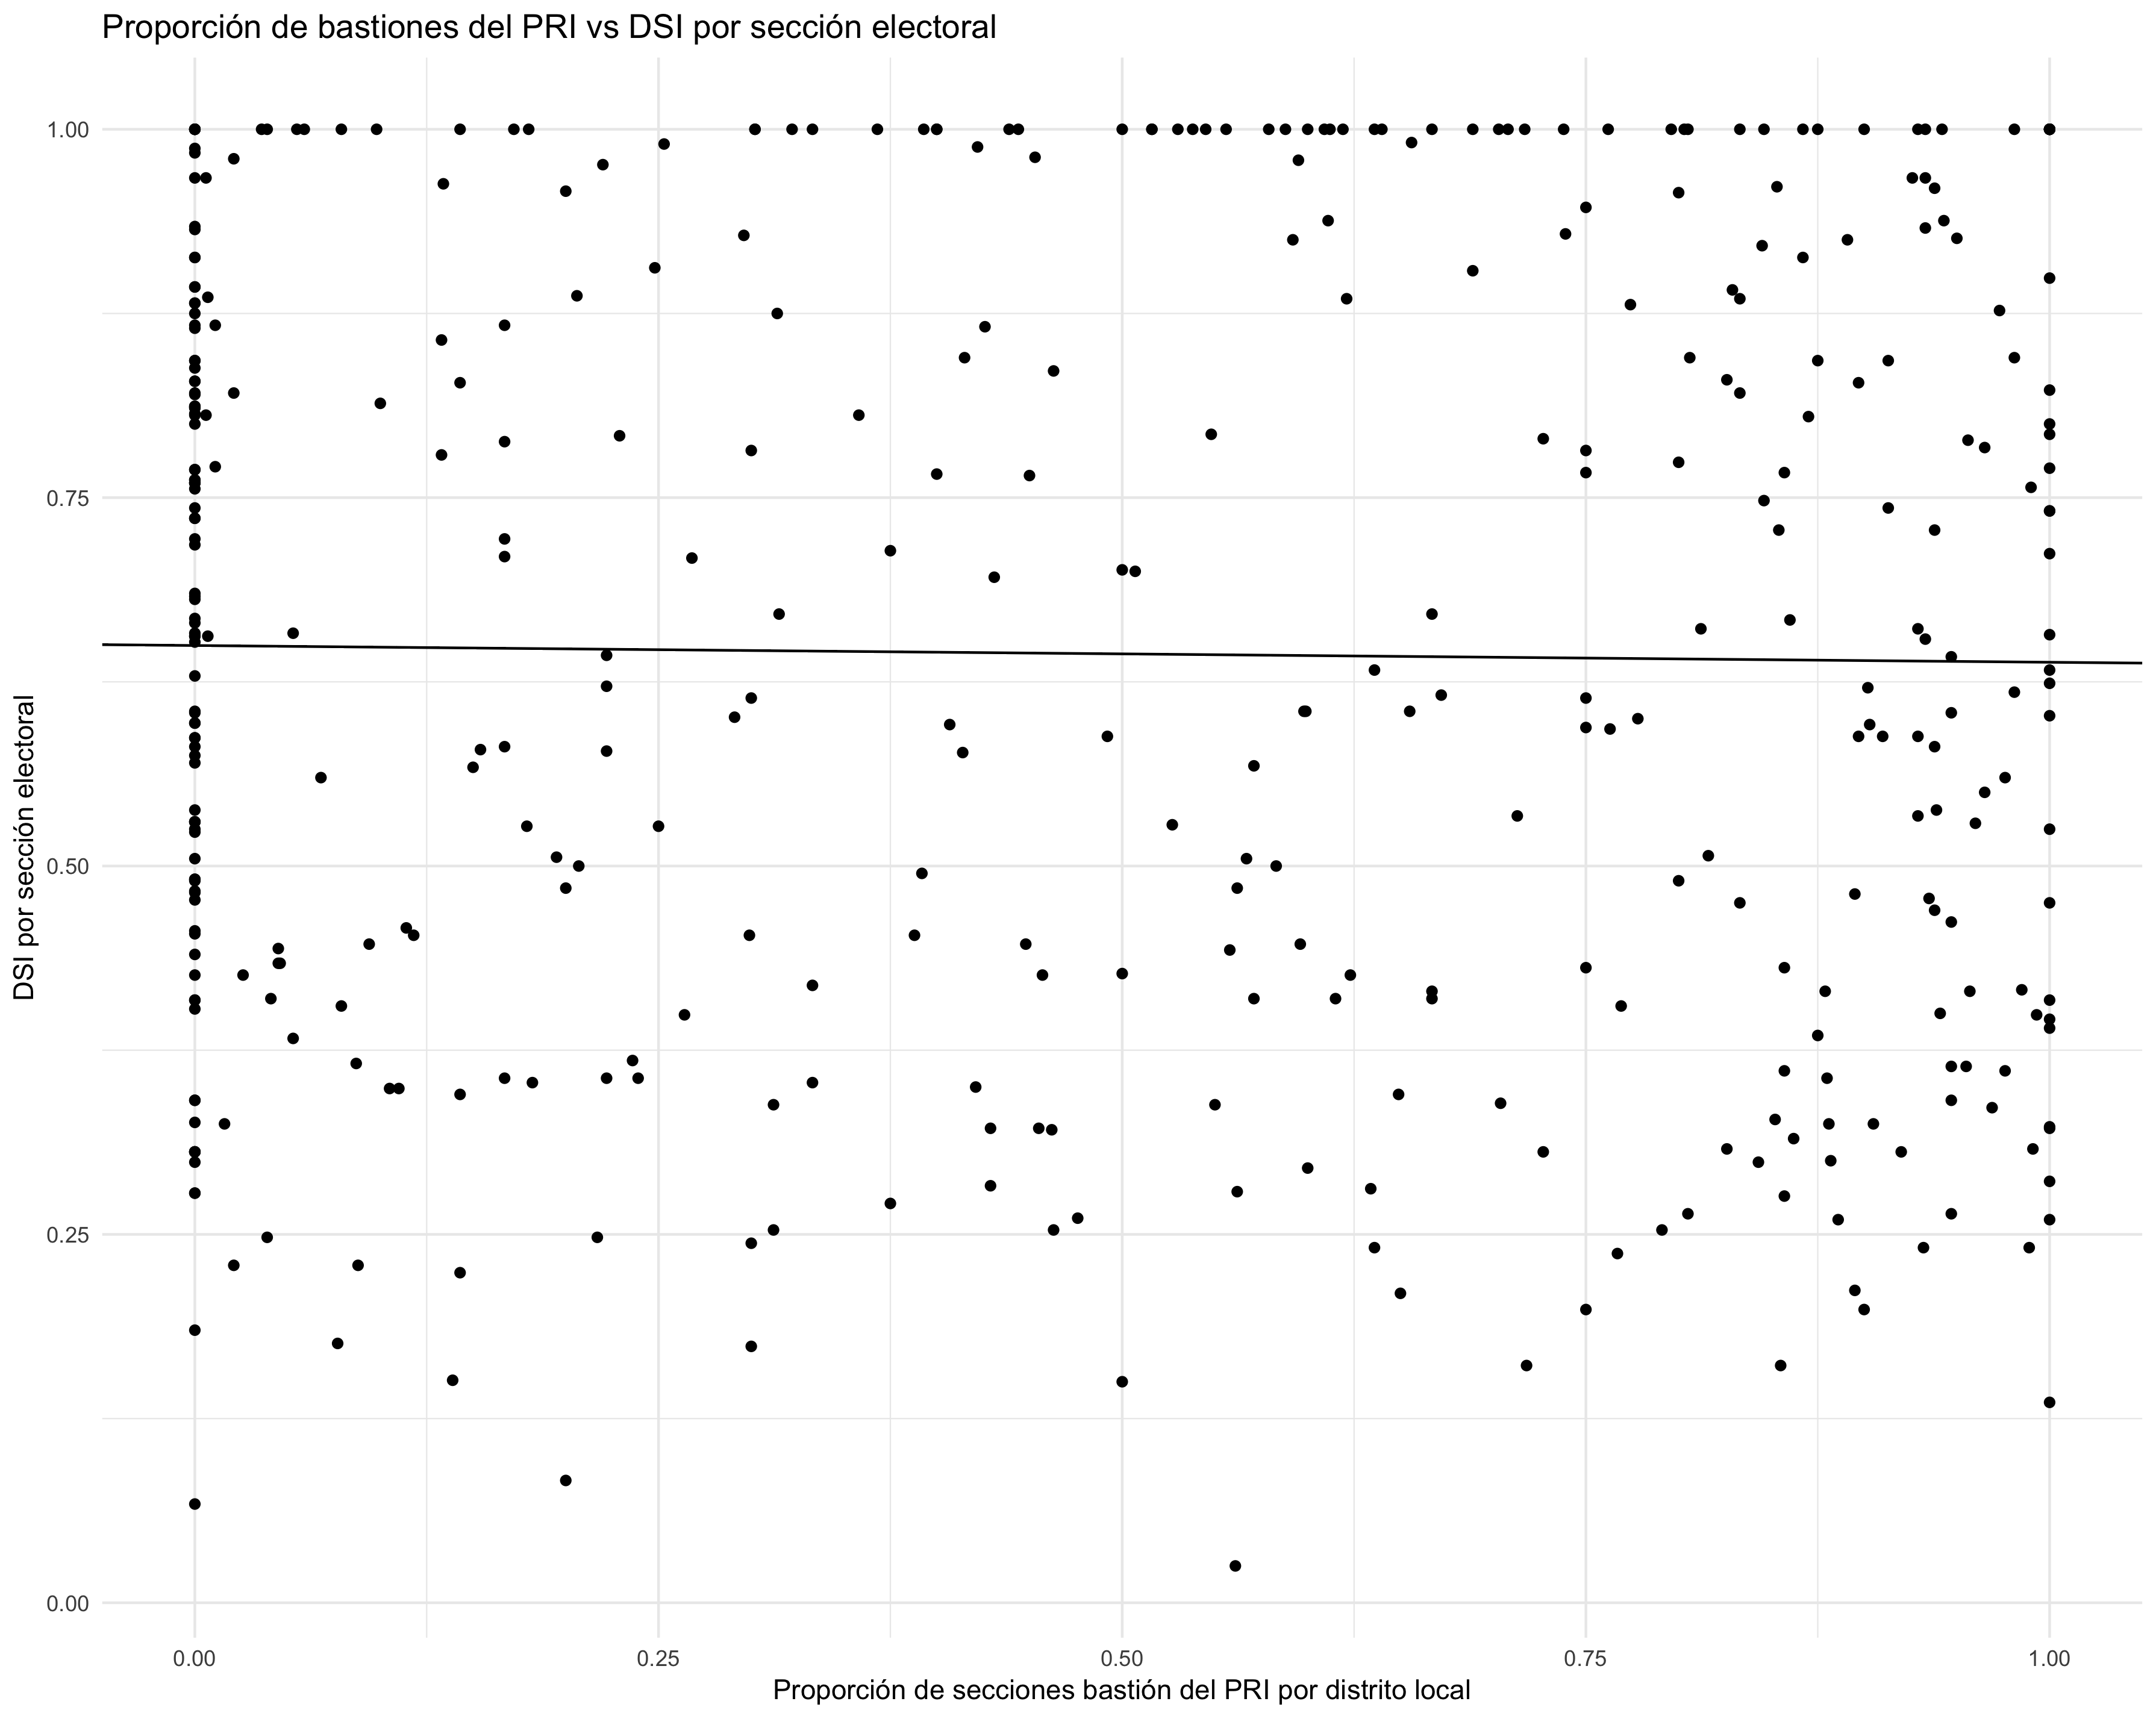 Proporción de bastiones del PRI vs DSI por sección electoral
DSI por sección electoral
1.00
0.75
0.50
0.25
0.00
0.00 0.25 0.50 0.75 1.00
Proporción de secciones bastión del PRI por distrito local